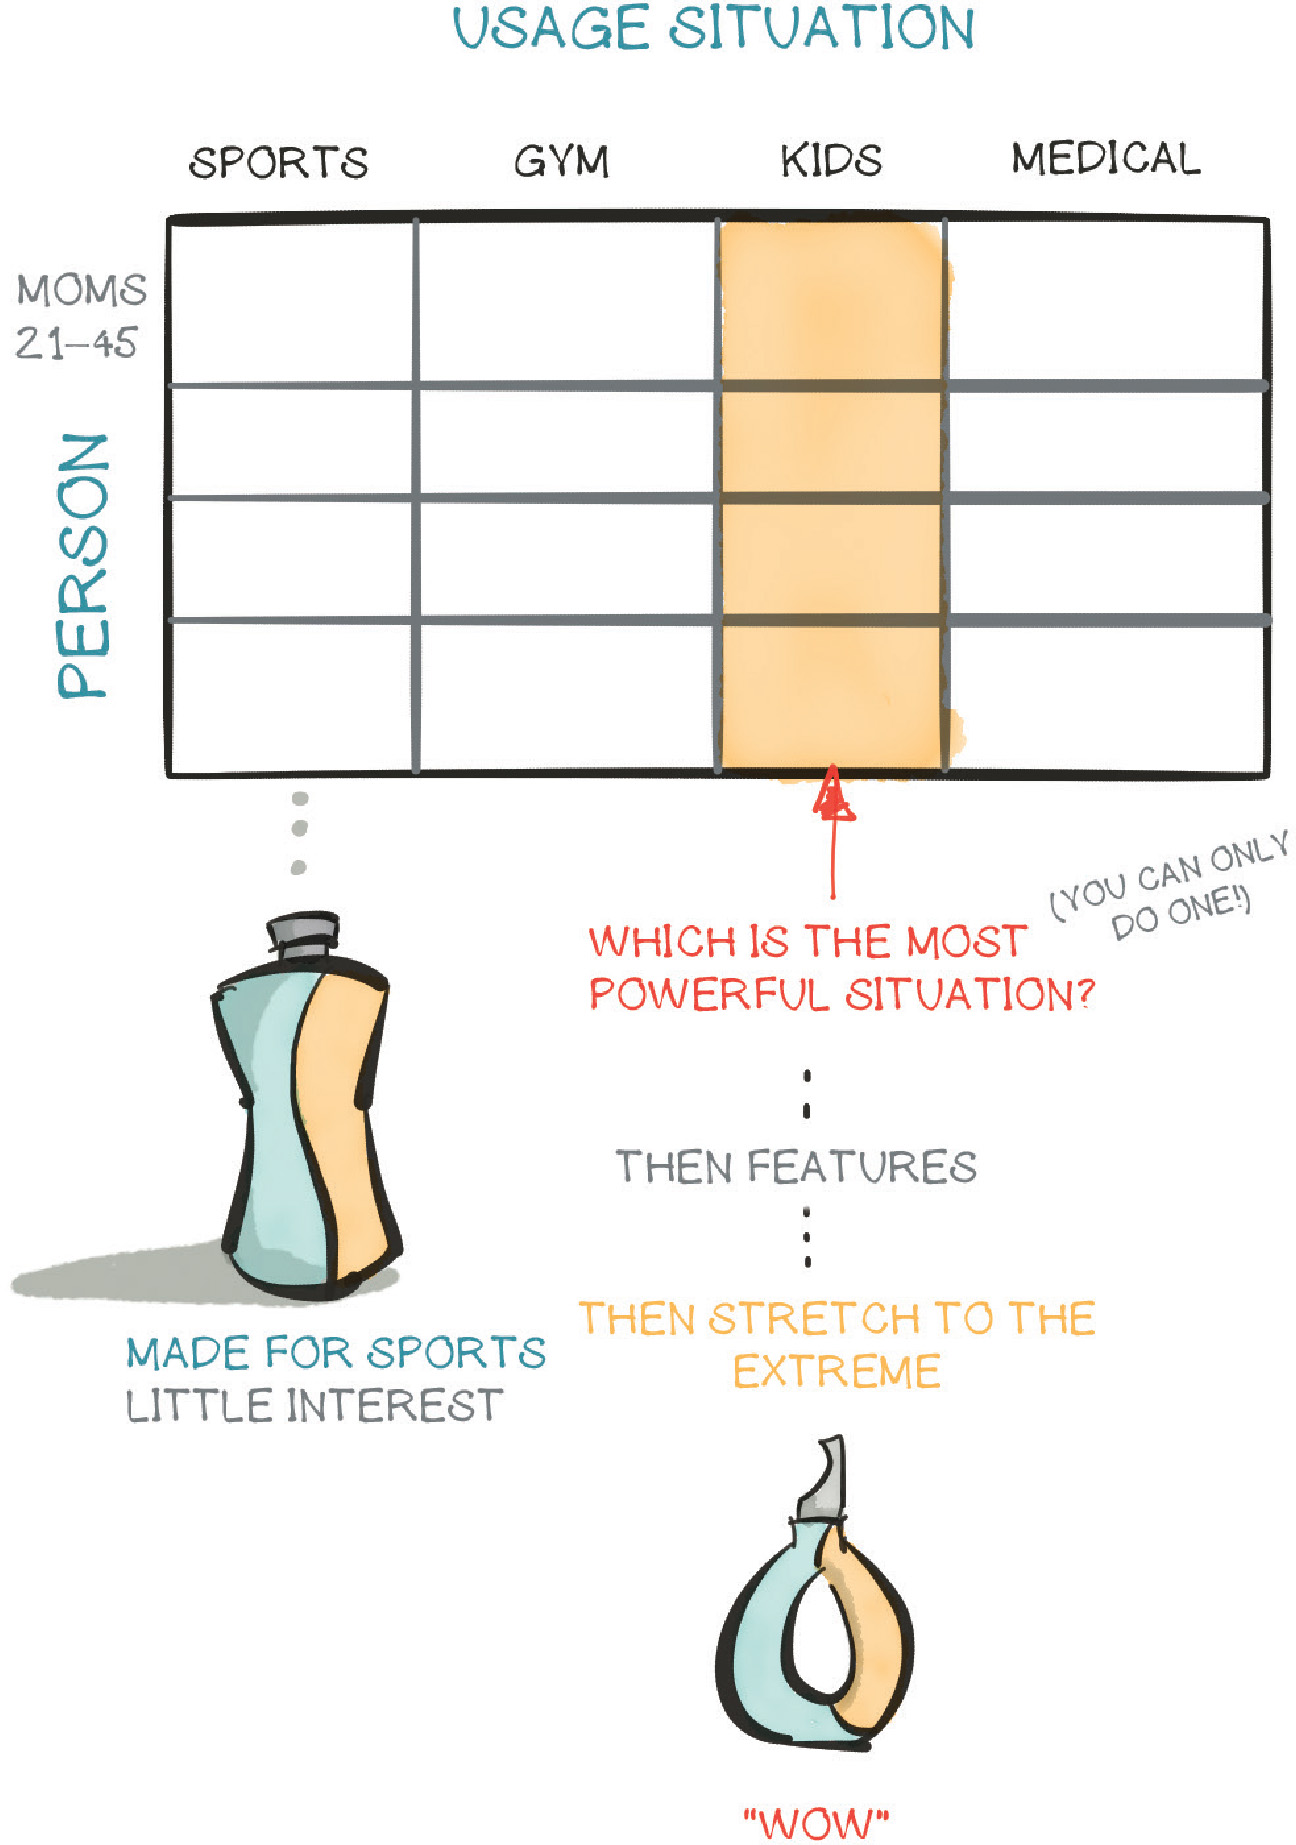 USAGE SITUATION
SPORTS GYM KIDS MEDICAL
MOMS
21–45
PERSON
(YOU CAN ONLY
DO ONE!)
WHICH IS THE MOST
POWERFUL SITUATION?
THEN FEATURES
THEN STRETCH TO THE
EXTREME
MADE FOR SPORTS
LITTLE INTEREST
"WOW"